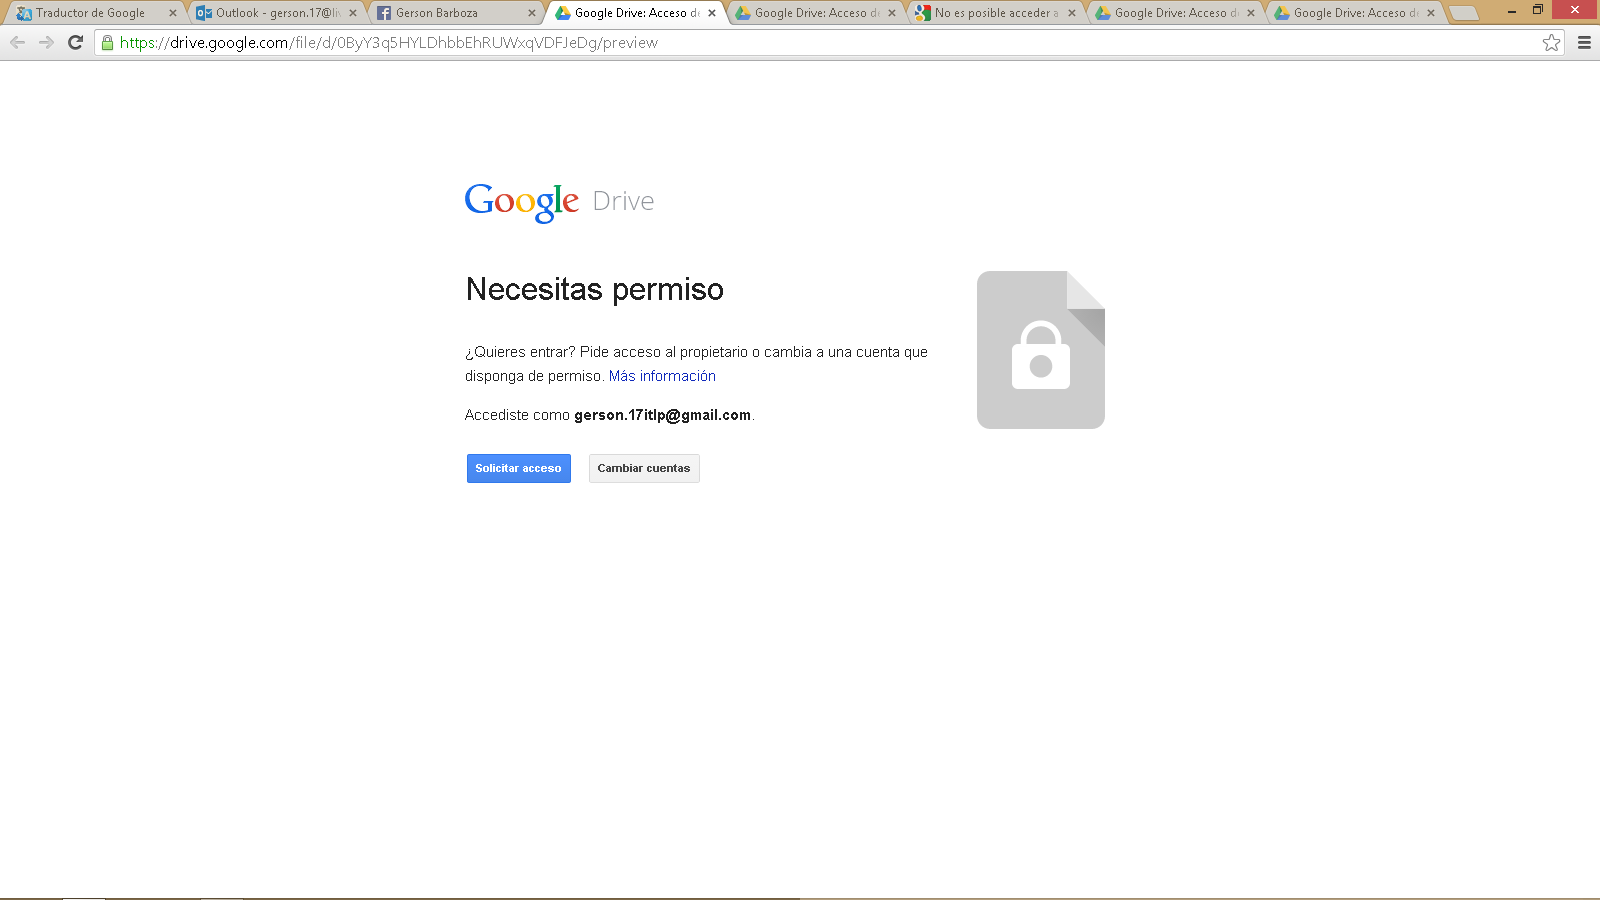 Traductor de Google
Outlook - gerson.17@li
Gerson Barboza
Google Drive: Acceso d
Google Drive: Acceso d
No es posible acceder a
Google Drive: Acceso d
Google Drive: Acceso d
https://drive.google.com/file/d/0ByY3q5HYLDhbbEhRUWxqVDFJeDg/preview
Google Drive
Necesitas permiso
¿Quieres entrar? Pide acceso al propietario o cambia a una cuenta que
disponga de permiso. Más información
Accediste como gerson.17itlp@gmail.com.
Solicitar acceso
Cambiar cuentas